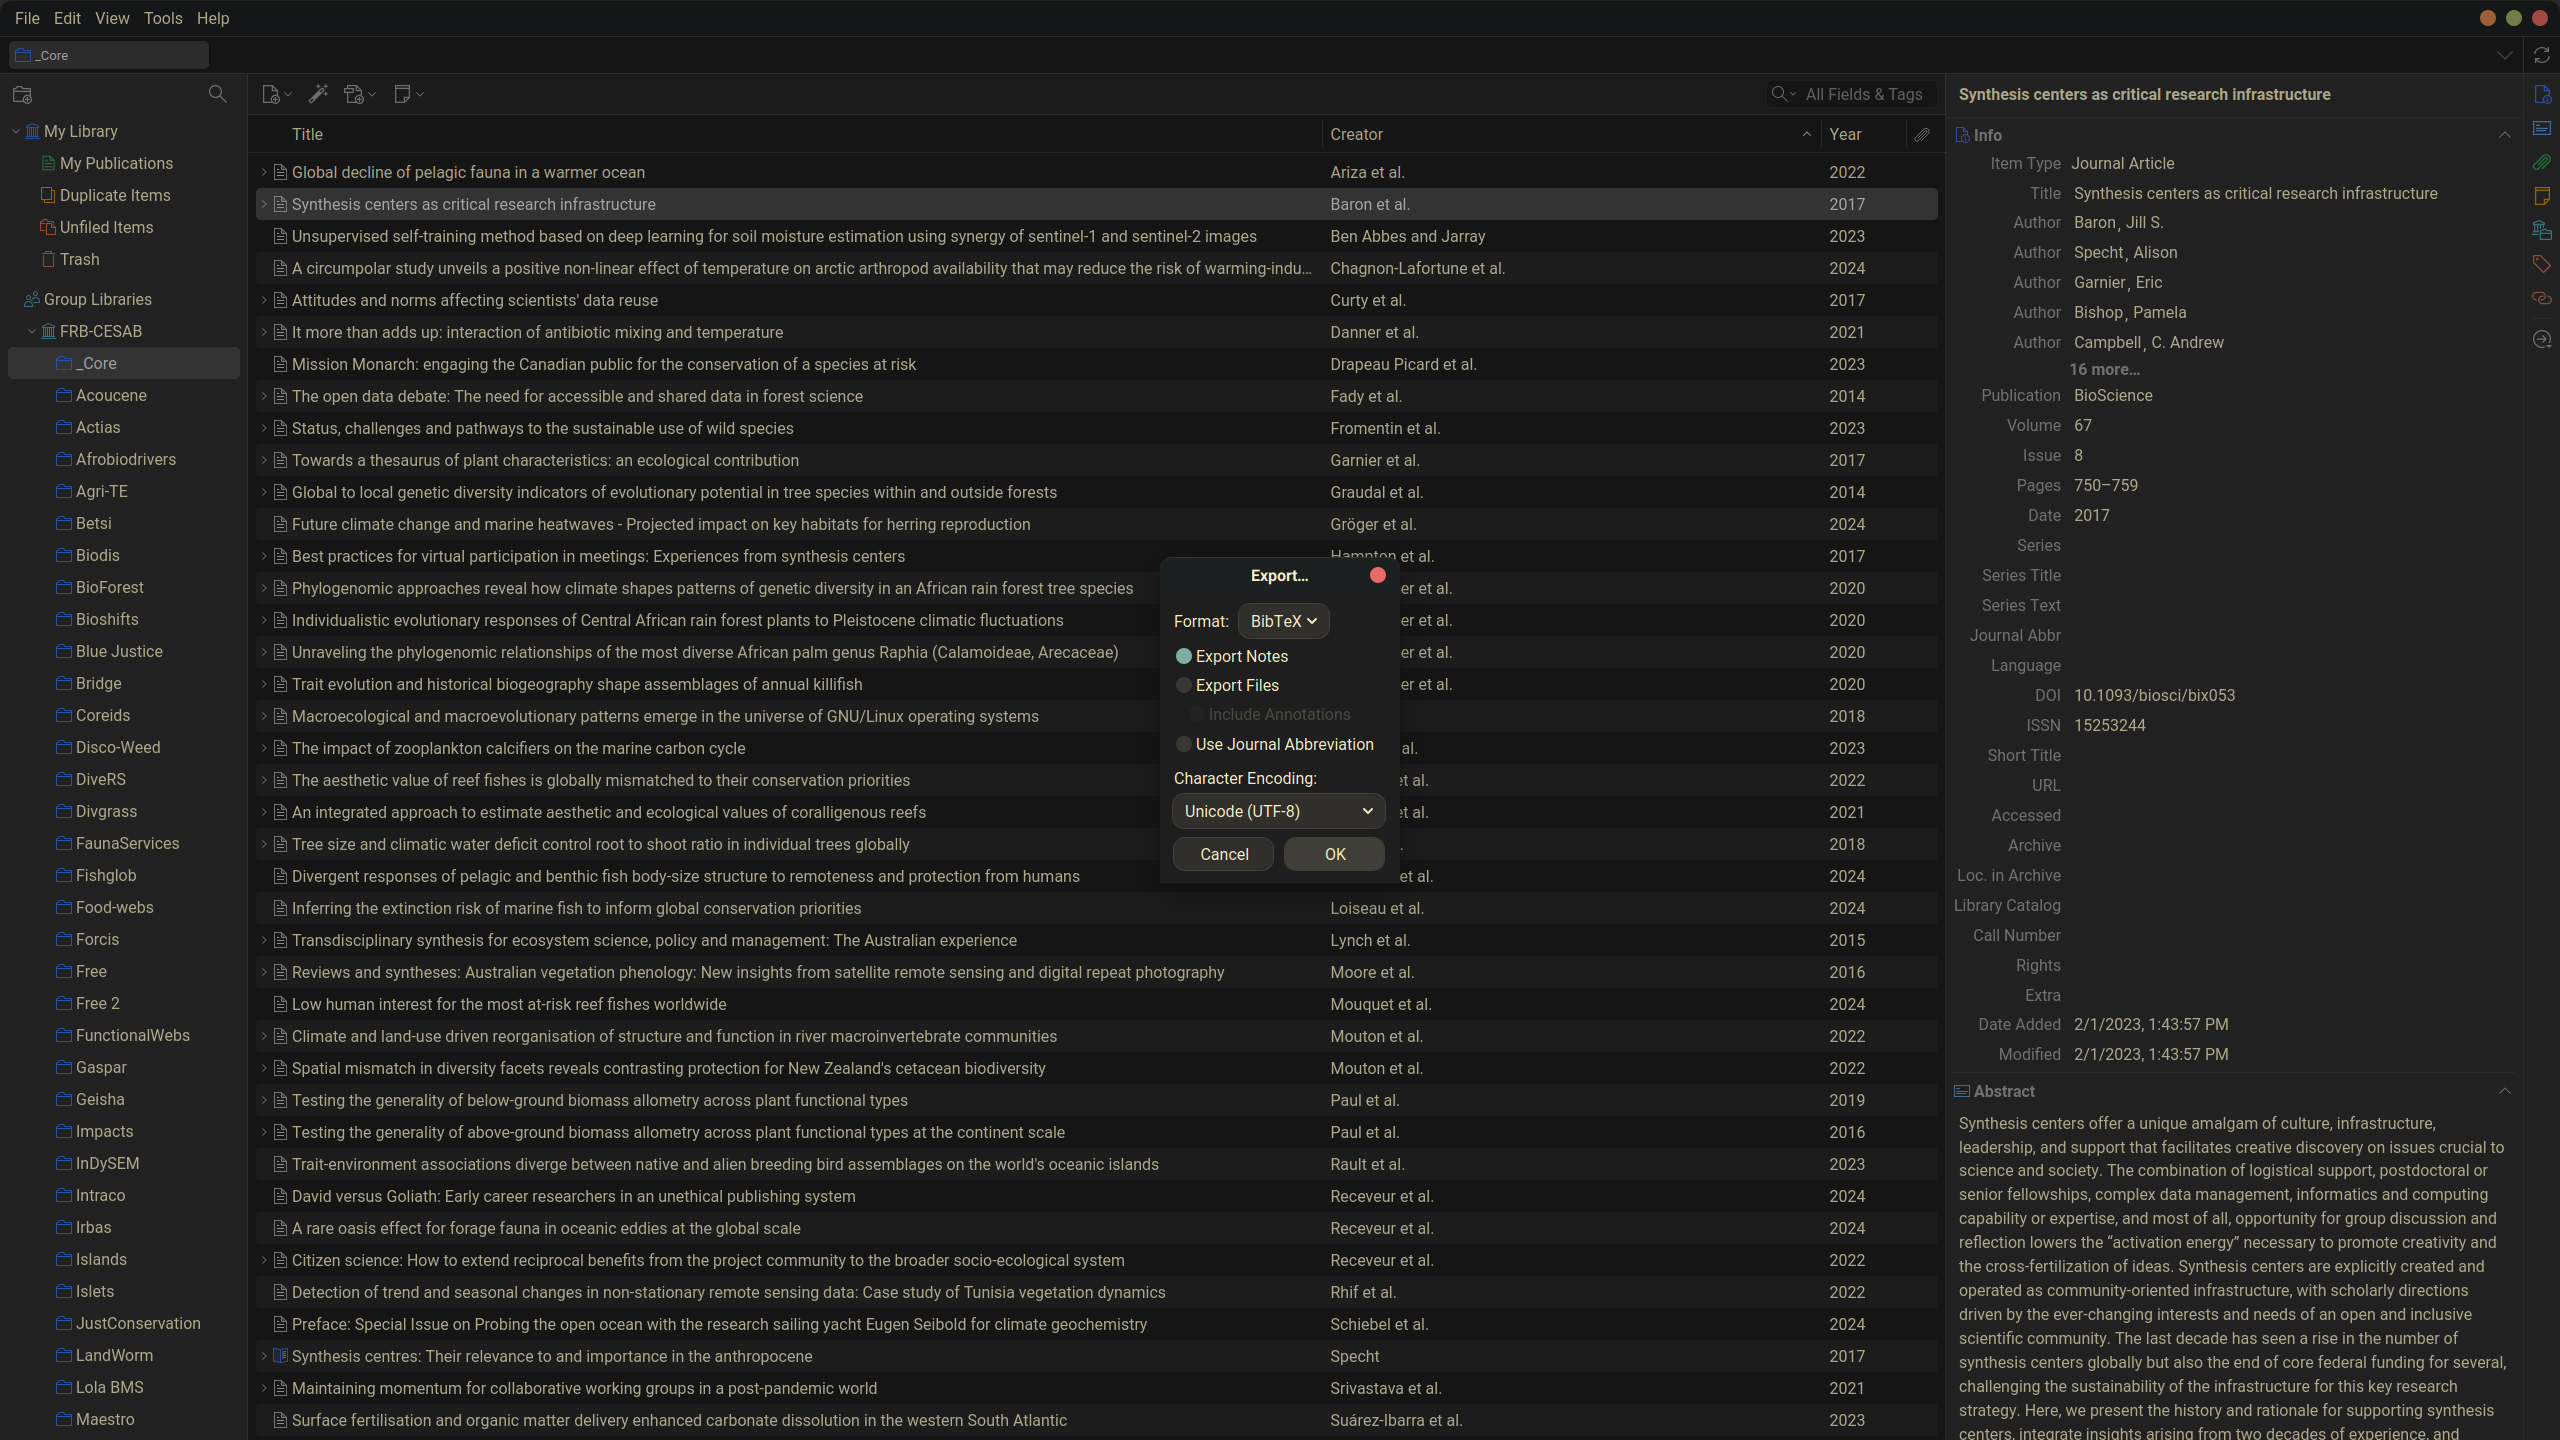 File Edit View Tools Help
_Core
All Fields & Tags
My Library
My Publications
Duplicate Items
Unfiled Items
Trash
Group Libraries
FRB-CESAB
_Core
Acoucene
Actias
Afrobiodrivers
Agri-TE
Betsi
Biodis
BioForest
Bioshifts
Blue Justice
Bridge
Coreids
Disco-Weed
DiveRS
Divgrass
FaunaServices
Fishglob
Food-webs
Forcis
Free
Free 2
FunctionalWebs
Gaspar
Geisha
Impacts
InDySEM
Intraco
Irbas
Islands
Islets
JustConservation
LandWorm
Lola BMS
Maestro
Title Creator Year
Global decline of pelagic fauna in a warmer ocean Ariza et al. 2022
Synthesis centers as critical research infrastructure Baron et al. 2017
Unsupervised self-training method based on deep learning for soil moisture estimation using synergy of sentinel-1 and sentinel-2 images Ben Abbes and Jarray 2023
A circumpolar study unveils a positive non-linear effect of temperature on arctic arthropod availability that may reduce the risk of warming-indu... Chagnon-Lafortune et al. 2024
Attitudes and norms affecting scientists' data reuse Curty et al. 2017
It more than adds up: interaction of antibiotic mixing and temperature Danner et al. 2021
Mission Monarch: engaging the Canadian public for the conservation of a species at risk Drapeau Picard et al. 2023
The open data debate: The need for accessible and shared data in forest science Fady et al. 2014
Status, challenges and pathways to the sustainable use of wild species Fromentin et al. 2023
Towards a thesaurus of plant characteristics: an ecological contribution Garnier et al. 2017
Global to local genetic diversity indicators of evolutionary potential in tree species within and outside forests Graudal et al. 2014
Future climate change and marine heatwaves - Projected impact on key habitats for herring reproduction Gröger et al. 2024
Best practices for virtual participation in meetings: Experiences from synthesis centers Hampton et al. 2017
Phylogenomic approaches reveal how climate shapes patterns of genetic diversity in an African rain forest tree species er et al. 2020
Individualistic evolutionary responses of Central African rain forest plants to Pleistocene climatic fluctuations er et al. 2020
Unraveling the phylogenomic relationships of the most diverse African palm genus Raphia (Calamoideae, Arecaceae) er et al. 2020
Trait evolution and historical biogeography shape assemblages of annual killifish er et al. 2020
Macroecological and macroevolutionary patterns emerge in the universe of GNU/Linux operating systems 2018
The impact of zooplankton calcifiers on the marine carbon cycle al. 2023
The aesthetic value of reef fishes is globally mismatched to their conservation priorities et al. 2022
An integrated approach to estimate aesthetic and ecological values of coralligenous reefs et al. 2021
Tree size and climatic water deficit control root to shoot ratio in individual trees globally . 2018
Divergent responses of pelagic and benthic fish body-size structure to remoteness and protection from humans et al. 2024
Inferring the extinction risk of marine fish to inform global conservation priorities Loiseau et al. 2024
Transdisciplinary synthesis for ecosystem science, policy and management: The Australian experience Lynch et al. 2015
Reviews and syntheses: Australian vegetation phenology: New insights from satellite remote sensing and digital repeat photography Moore et al. 2016
Low human interest for the most at-risk reef fishes worldwide Mouquet et al. 2024
Climate and land-use driven reorganisation of structure and function in river macroinvertebrate communities Mouton et al. 2022
Spatial mismatch in diversity facets reveals contrasting protection for New Zealand's cetacean biodiversity Mouton et al. 2022
Testing the generality of below-ground biomass allometry across plant functional types Paul et al. 2019
Testing the generality of above-ground biomass allometry across plant functional types at the continent scale Paul et al. 2016
Trait-environment associations diverge between native and alien breeding bird assemblages on the world's oceanic islands Rault et al. 2023
David versus Goliath: Early career researchers in an unethical publishing system Receveur et al. 2024
A rare oasis effect for forage fauna in oceanic eddies at the global scale Receveur et al. 2024
Citizen science: How to extend reciprocal benefits from the project community to the broader socio-ecological system Receveur et al. 2022
Detection of trend and seasonal changes in non-stationary remote sensing data: Case study of Tunisia vegetation dynamics Rhif et al. 2022
Preface: Special Issue on Probing the open ocean with the research sailing yacht Eugen Seibold for climate geochemistry Schiebel et al. 2024
Synthesis centres: Their relevance to and importance in the anthropocene Specht 2017
Maintaining momentum for collaborative working groups in a post-pandemic world Srivastava et al. 2021
Surface fertilisation and organic matter delivery enhanced carbonate dissolution in the western South Atlantic Suárez-Ibarra et al. 2023
Export...
Format: BibTeX
Export Notes
Export Files
Include Annotations
Use Journal Abbreviation
Character Encoding:
Unicode (UTF-8)
Cancel OK
Synthesis centers as critical research infrastructure
Info
Item Type Journal Article
Title Synthesis centers as critical research infrastructure
Author Baron, Jill S.
Author Specht, Alison
Author Garnier, Eric
Author Bishop, Pamela
Author Campbell, C. Andrew
16 more...
Publication BioScience
Volume 67
Issue 8
Pages 750–759
Date 2017
Series
Series Title
Series Text
Journal Abbr
Language
DOI 10.1093/biosci/bix053
ISSN 15253244
Short Title
URL
Accessed
Archive
Loc. in Archive
Library Catalog
Call Number
Rights
Extra
Date Added 2/1/2023, 1:43:57 PM
Modified 2/1/2023, 1:43:57 PM
Abstract
Synthesis centers offer a unique amalgam of culture, infrastructure,
leadership, and support that facilitates creative discovery on issues crucial to
science and society. The combination of logistical support, postdoctoral or
senior fellowships, complex data management, informatics and computing
capability or expertise, and most of all, opportunity for group discussion and
reflection lowers the “activation energy” necessary to promote creativity and
the cross-fertilization of ideas. Synthesis centers are explicitly created and
operated as community-oriented infrastructure, with scholarly directions
driven by the ever-changing interests and needs of an open and inclusive
scientific community. The last decade has seen a rise in the number of
synthesis centers globally but also the end of core federal funding for several,
challenging the sustainability of the infrastructure for this key research
strategy. Here, we present the history and rationale for supporting synthesis
centers, integrate insights arising from two decades of experience, and